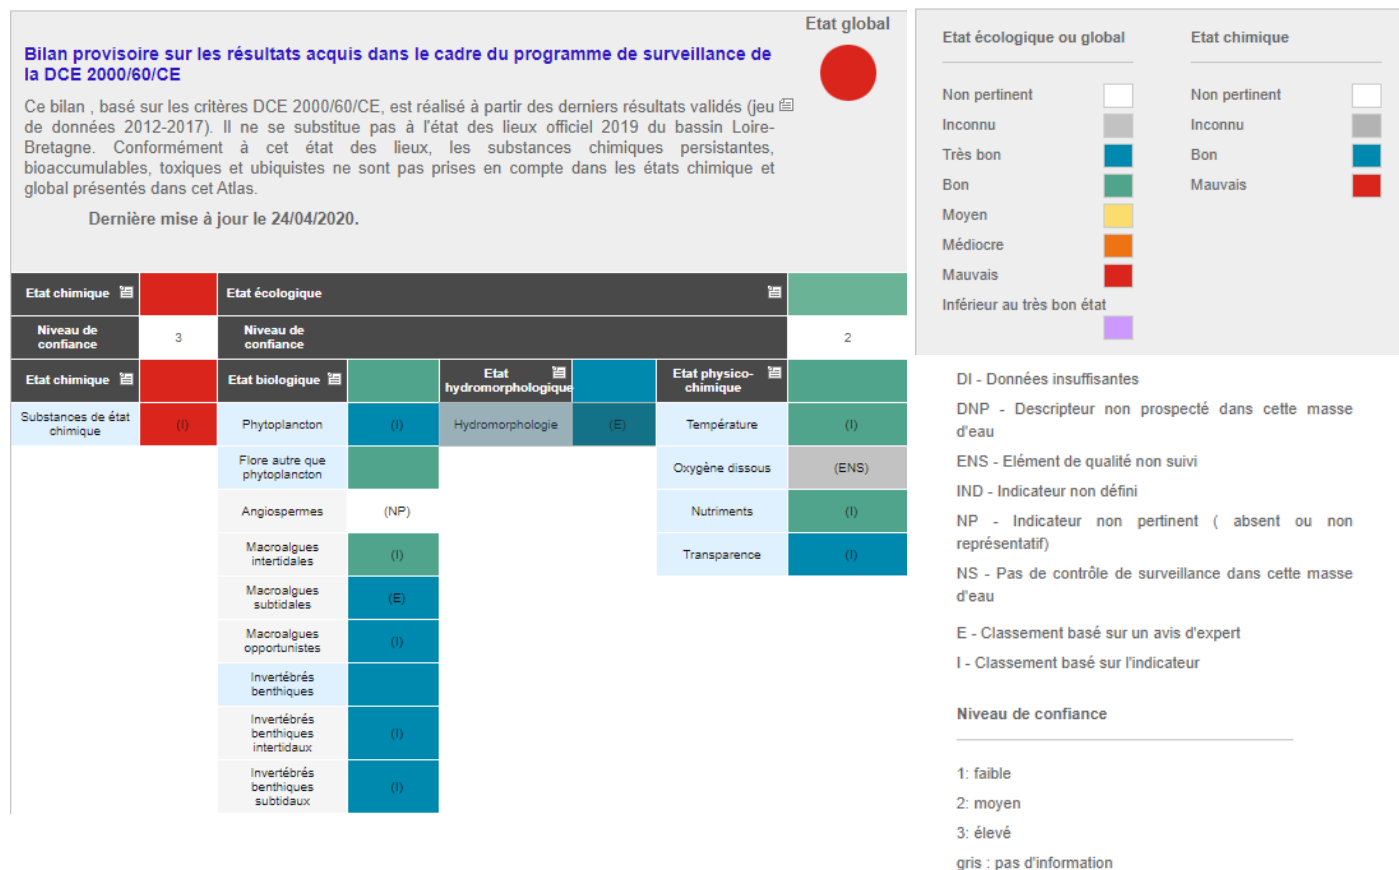 Etat global
Bilan provisoire sur les résultats acquis dans le cadre du programme de surveillance de
la DCE 2000/60/CE
Ce bilan , basé sur les critères DCE 2000/60/CE, est réalisé à partir des derniers résultats validés (jeu
de données 2012-2017). Il ne se substitue pas à l'état des lieux officiel 2019 du bassin Loire-
Bretagne. Conformément à cet état des lieux, les substances chimiques persistantes,
bioaccumulables, toxiques et ubiquistes ne sont pas prises en compte dans les états chimique et
global présentés dans cet Atlas.
Dernière mise à jour le 24/04/2020.
Etat chimique
Etat écologique
Niveau de
confiance
3
Niveau de
confiance
2
Etat chimique
Etat biologique
Etat
hydromorphologique
Etat physico-
chimique
Substances de état
chimique
(I)
Phytoplancton
(I)
Hydromorphologie
(E)
Température
(I)
Flore autre que
phytoplancton
Oxygène dissous
(ENS)
Angiospermes
(NP)
Nutriments
(I)
Macroalgues
intertidales
(I)
Transparence
(I)
Macroalgues
subtidales
(E)
Macroalgues
opportunistes
(I)
Invertébrés
benthiques
Invertébrés
benthiques
intertidaux
(I)
Invertébrés
benthiques
subtidaux
(I)
Etat écologique ou global
Etat chimique
Non pertinent
Non pertinent
Inconnu
Inconnu
Très bon
Bon
Bon
Mauvais
Moyen
Médiocre
Mauvais
Inférieur au très bon état
DI - Données insuffisantes
DNP - Descripteur non prospecté dans cette masse
d'eau
ENS - Elément de qualité non suivi
IND - Indicateur non défini
NP - Indicateur non pertinent ( absent ou non
représentatif)
NS - Pas de contrôle de surveillance dans cette masse
d'eau
E - Classement basé sur un avis d'expert
I - Classement basé sur l'indicateur
Niveau de confiance
1: faible
2: moyen
3: élevé
gris : pas d'information